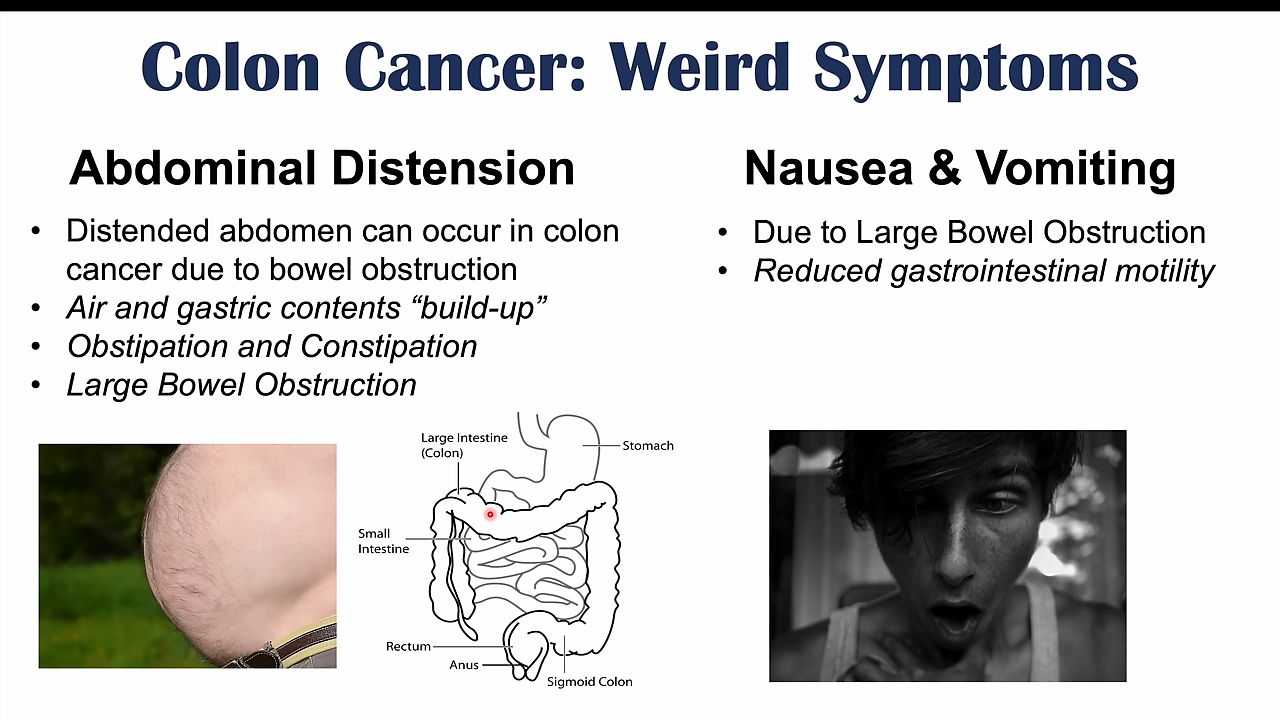 Colon Cancer: Weird Symptoms
Abdominal Distension
• Distended abdomen can occur in colon
cancer due to bowel obstruction
• Air and gastric contents “build-up”
• Obstipation and Constipation
• Large Bowel Obstruction
Nausea & Vomiting
• Due to Large Bowel Obstruction
• Reduced gastrointestinal motility
Large Intestine
(Colon)
Stomach
Small
Intestine
Rectum
Anus
Sigmoid Colon